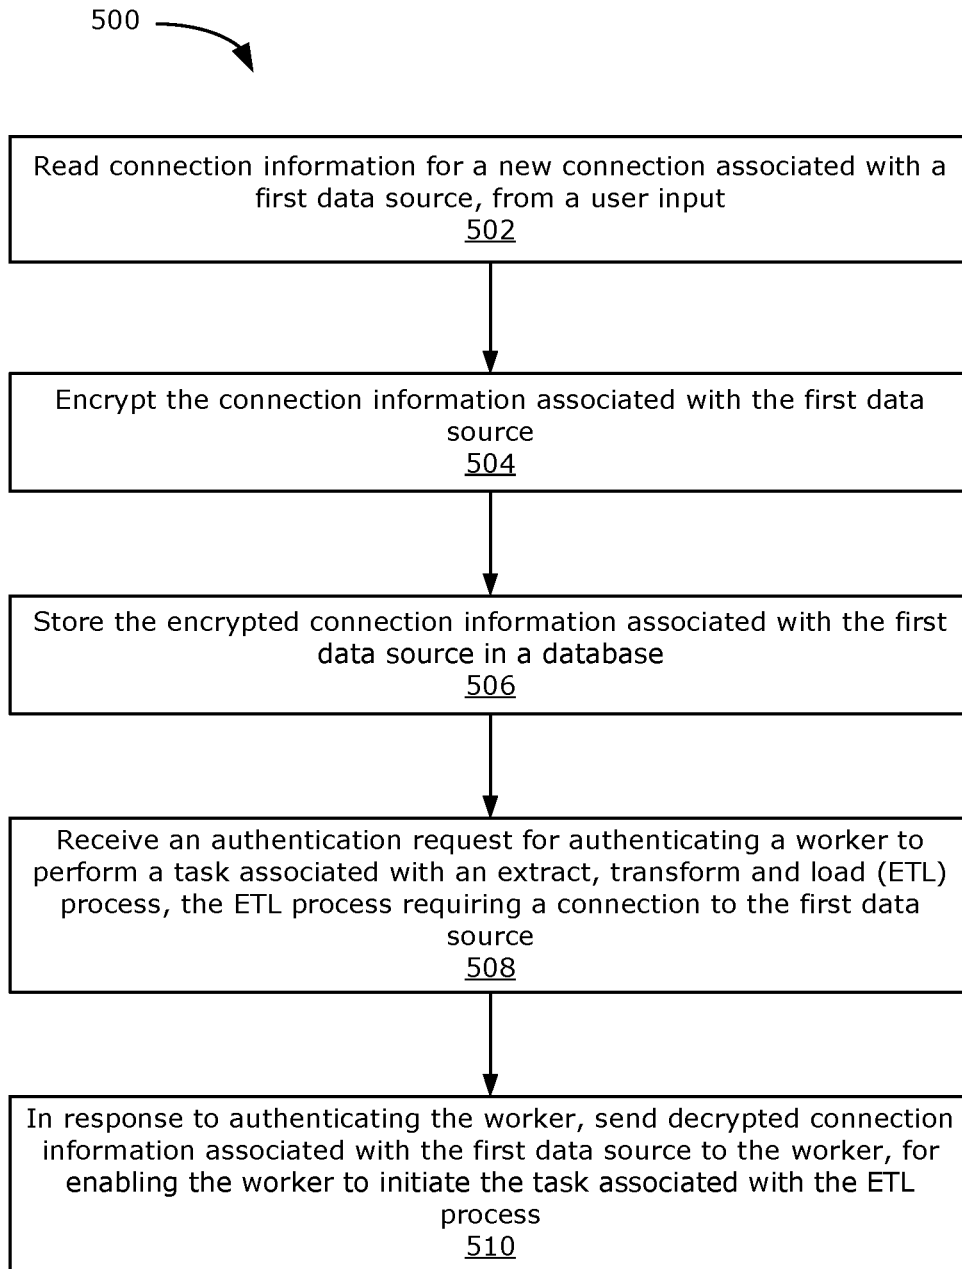 500
Read connection information for a new connection associated with a
first data source, from a user input
502
Encrypt the connection information associated with the first data
source
504
Store the encrypted connection information associated with the first
data source in a database
506
Receive an authentication request for authenticating a worker to
perform a task associated with an extract, transform and load (ETL)
process, the ETL process requiring a connection to the first data
source
508
In response to authenticating the worker, send decrypted connection
information associated with the first data source to the worker, for
enabling the worker to initiate the task associated with the ETL
process
510